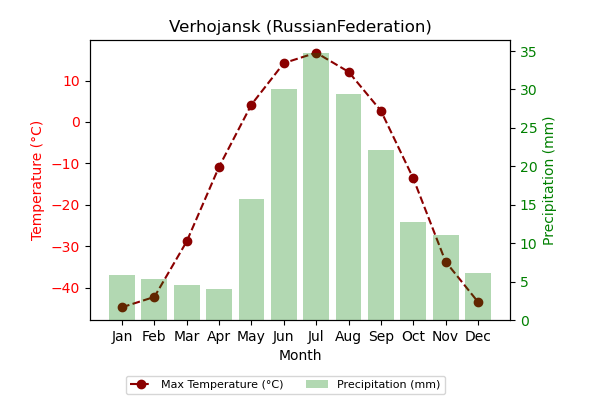 Verhojansk (RussianFederation)
Temperature (°C)
10
0
−10
−20
−30
−40
35
30
25
20
15
10
5
0
Precipitation (mm)
Jan Feb Mar Apr May Jun Jul Aug Sep Oct Nov Dec
Month
Max Temperature (°C) Precipitation (mm)